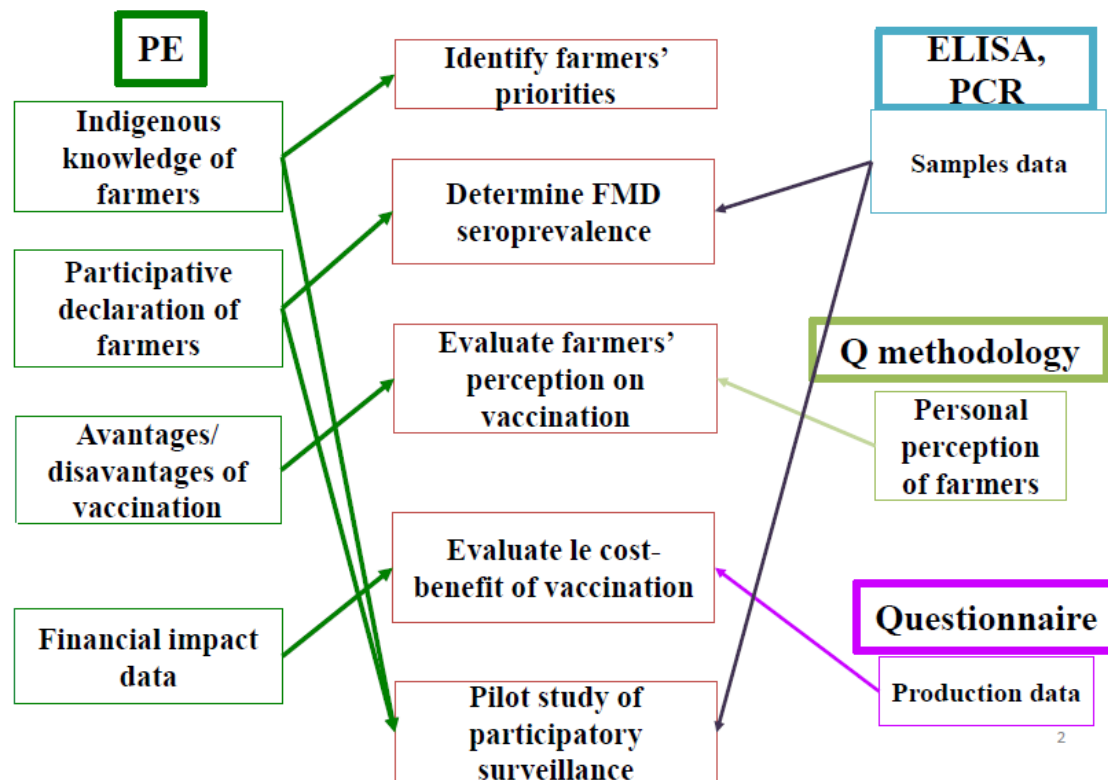 PE
Indigenous
knowledge of
farmers
Participative
declaration of
farmers
Avantages/
disavantages of
vaccination
Financial impact
data
Identify farmers’
priorities
Determine FMD
seroprevalence
Evaluate farmers’
perception on
vaccination
Evaluate le cost-
benefit of vaccination
Pilot study of
participatory
surveillance
ELISA,
PCR
Samples data
Q methodology
Personal
perception
of farmers
Questionnaire
Production data
2